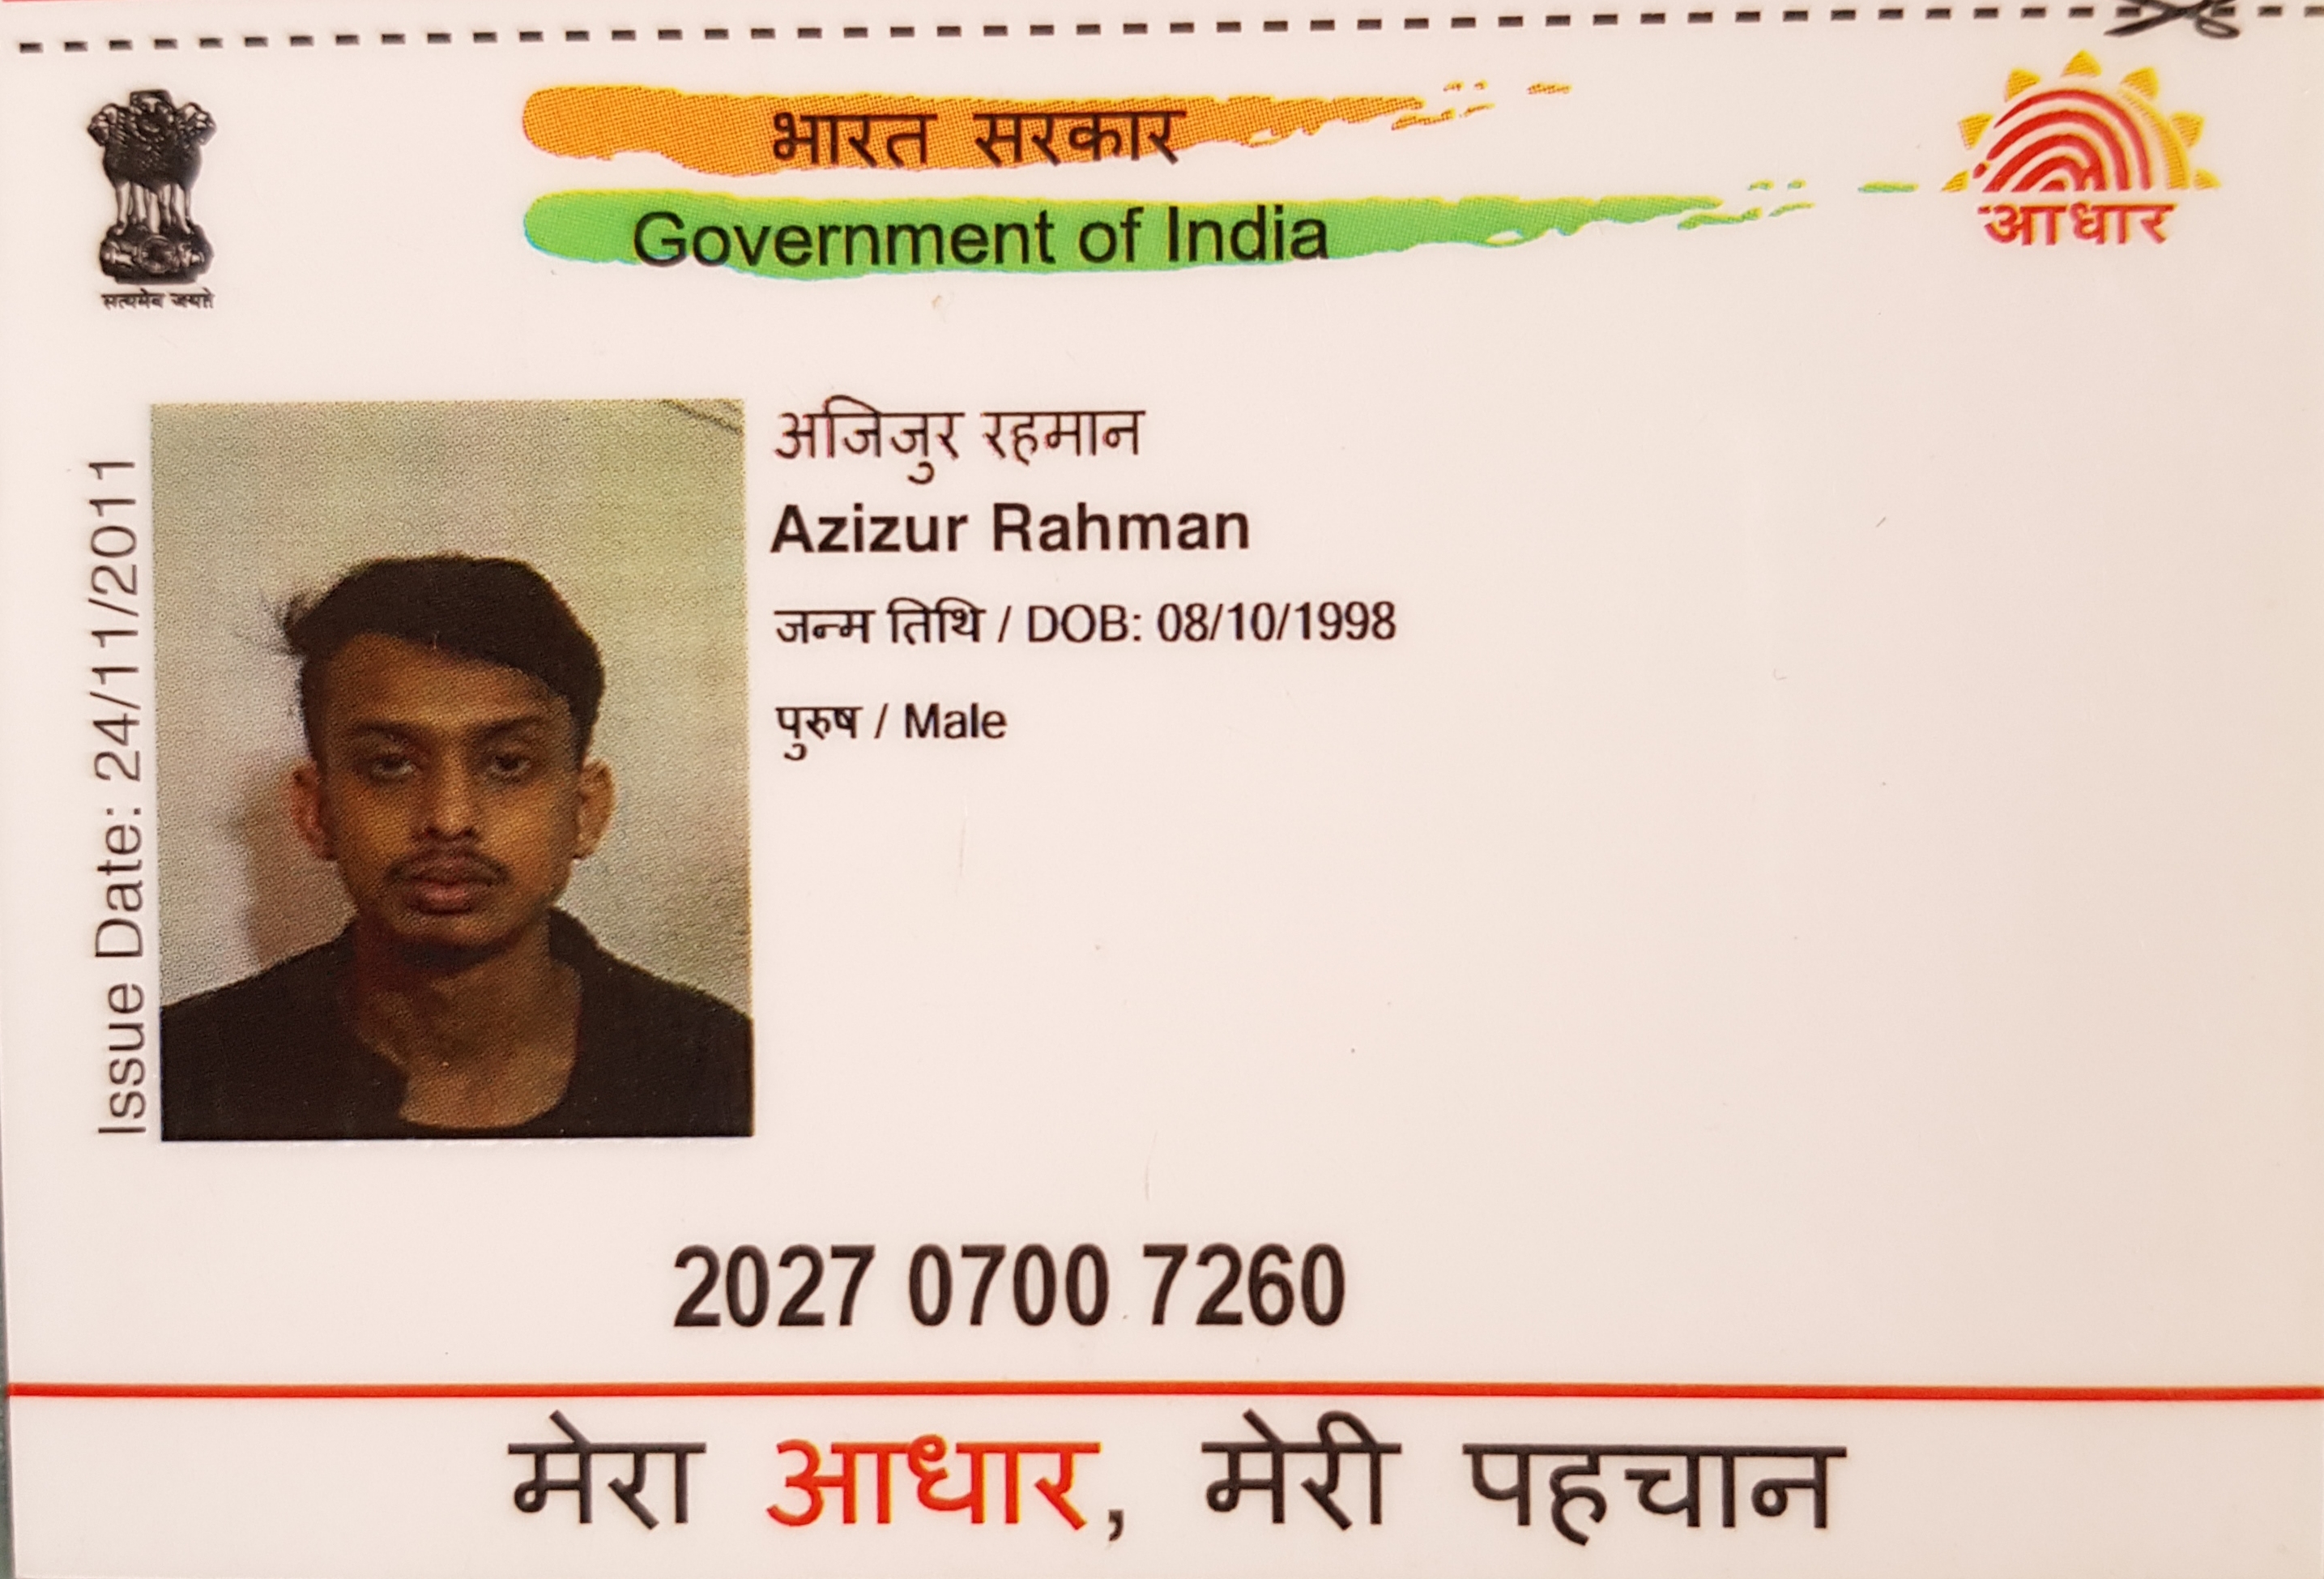 भारत सरकार
Government of India
आधार
सत्यमेव जयते
Issue Date: 24/11/2011
अजिजुर रहमान
Azizur Rahman
जन्म तिथि / DOB: 08/10/1998
पुरुष / Male
2027 0700 7260
मेरा आधार, मेरी पहचान